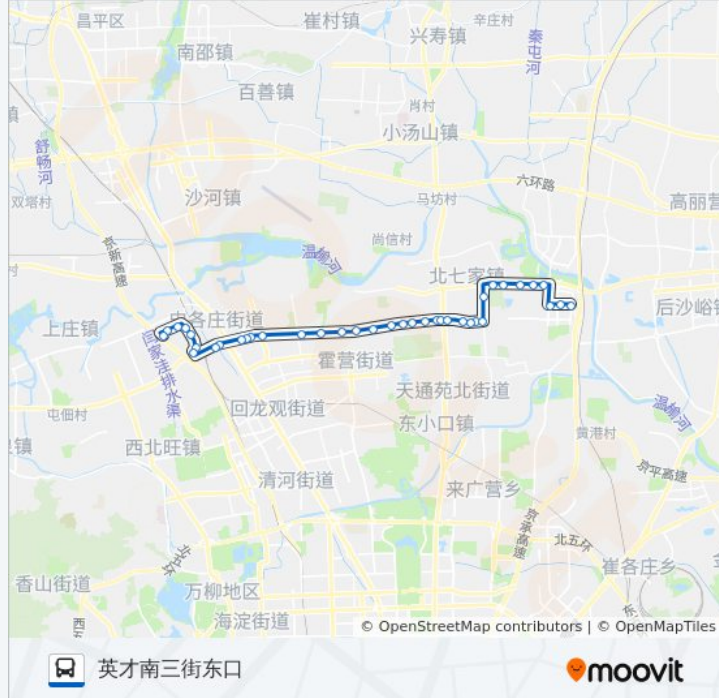 昌平区
崔村镇
辛庄村
兴寿镇
秦屯河
南邵镇
百善镇
肖村
小汤山镇
舒畅河
六环路
双塔村
沙河镇
马坊村
高丽营
尚信村
温榆河
京新高速
北七家镇
史各庄街道
后沙峪镇
上庄镇
闫家洼排水渠
霍营街道
天通苑北街道
回龙观街道
屯佃村
东小口镇
温榆河
黄港村
西北旺镇
京平高速
清河街道
来广营乡
京承高速
北五环
北五环
崔各庄乡
香山街道
万柳地区
海淀街道
© OpenStreetMap contributors | © OpenMapTiles
英才南三街东口
moovit